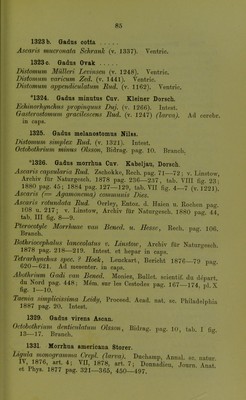 85
1323 b. Gadus cotta . . . . .
Ascaris mucronata Schrank (v. 1337). Ventric.
1323 c. Gadus Ovak . . . . .
Distomum Mülleri Levinsen (v. 1248). Ventric.
Distomum varicum Zed. (v. 1441). Ventric.
Distomum appendiculatum Rud. (v. 1162). Ventric.
*1324. Gadus minutus Cuv. Kleiner Dorsch.
Echinorhynchus propinquus Duj. (v. 1266). Intest.
Gasterostomum gracilescens Rud. (v. 1247) (larva). Ad cerebr.
in caps.
1325. Gadus melanostomus Nilss.
Distomum simplex Rud. (v. 1321). Intest.
Octobothrium minus Olsson, Bidrag. pag. 10. Branch,
*1326. Gadus morrhua Cuv. Kabeljau, Dorsch.
Ascaris capsularia Rud. Zschokke, Rech. pag. 71—72; v. Linstow,
Archiv für Naturgesch. 1878 pag. 236—237, tab. VIII fig. 23;
1880 pag. 45; 1884 pag. 127—129, tab. VII fig. 4—7 (v. 1221).
Ascaris (= Agamonema) communis Dies.
Ascaris rotundata Rud. Oerley, Entoz. d. Haien u. Rochen pag.
108 u. 217; v. Linstow, Archiv für Naturgesch. 1880 pag. 44,
tab. III fig. 8—9.
Pterocotyle Morrhuae van Bened. u. Hesse, Rech. pag. 106.
Branch.
Bothriocephalus lanceolatus v. Linstow, Archiv für Naturgesch.
1878 pag. 218—219. Intest. et hepar in caps.
Tetrarhynchus spec. ? Hoek, Leuckart, Bericht 1876—79 pag.
620—621. Ad mesenter. in caps.
Abothrium Gadi van Bened. Moniez, Ballet. scientif. du départ.
du Nord pag. 448; Mém. sur les Cestodes pag. 167—174, pl. X
fig. 1—10.
Taenia simplicissima Leidy, Proceed. Anad. nat. sc. Philadelphia
1887 pag. 20. Intest.
1329. Gadus virens Ascan.
Octobothrium denticulatum Olsson, Bidrag. pag. 10, tab. I fig.
13—17. Branch.
1331. Morrhua americana Storer.
Ligula monogramma Crepl. (larva). Duchamp, Annal. sc. natur.
IV, 1876, art. 4; VII, 1878, art. 7; Donnadieu, Journ. Anat.
et Phys. 1877 pag. 321—365, 450—497.